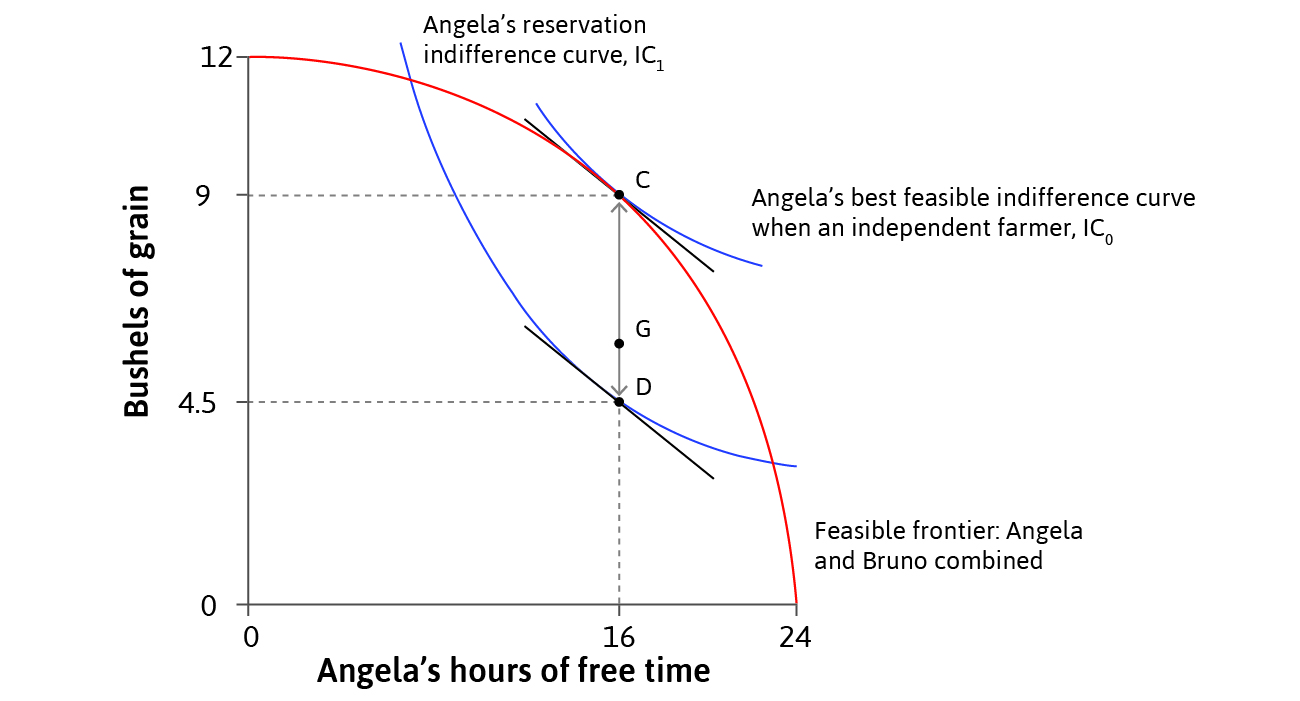 Angela’s reservation
indifference curve, IC₁
12
C
9
Angela’s best feasible indifference curve
when an independent farmer, IC₀
Bushels of grain
G
D
4.5
Feasible frontier: Angela
and Bruno combined
0
0
16
24
Angela’s hours of free time